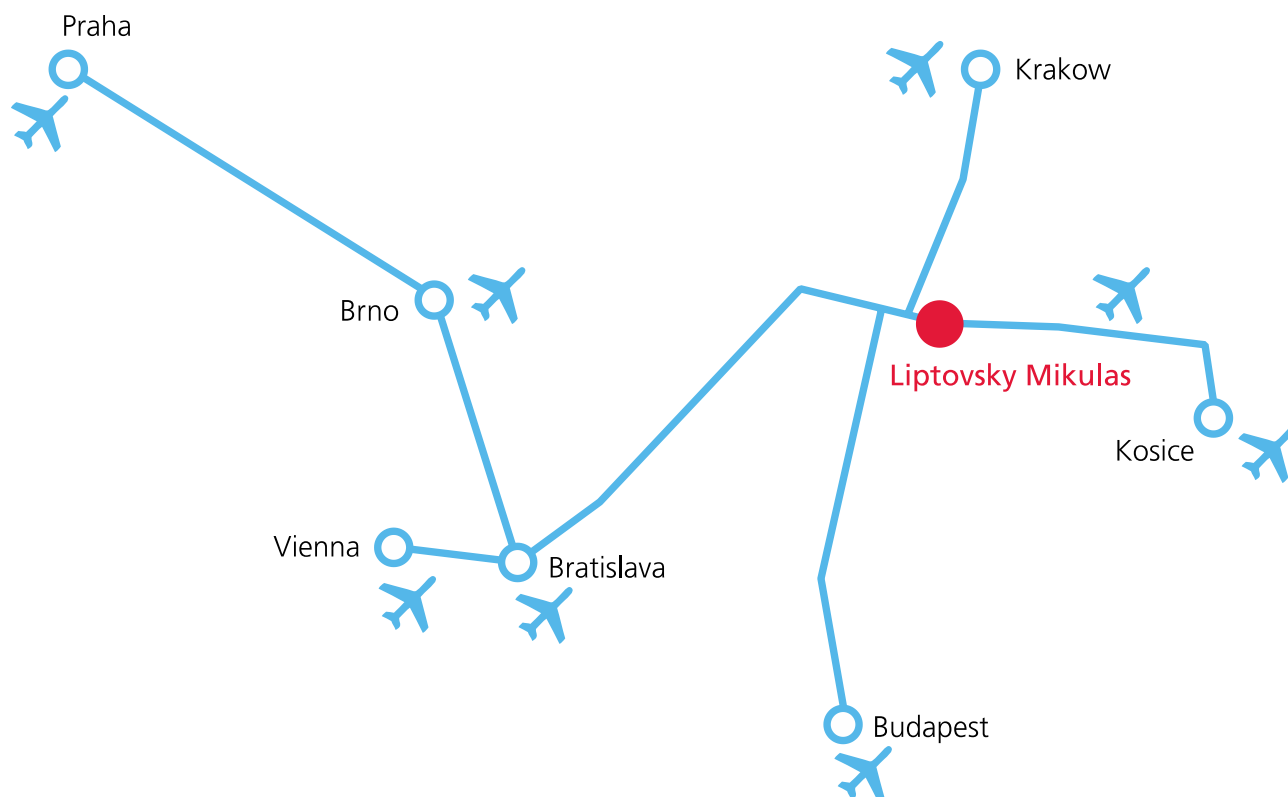 Praha
Krakow
Brno
Liptovsky Mikulas
Kosice
Vienna
Bratislava
Budapest